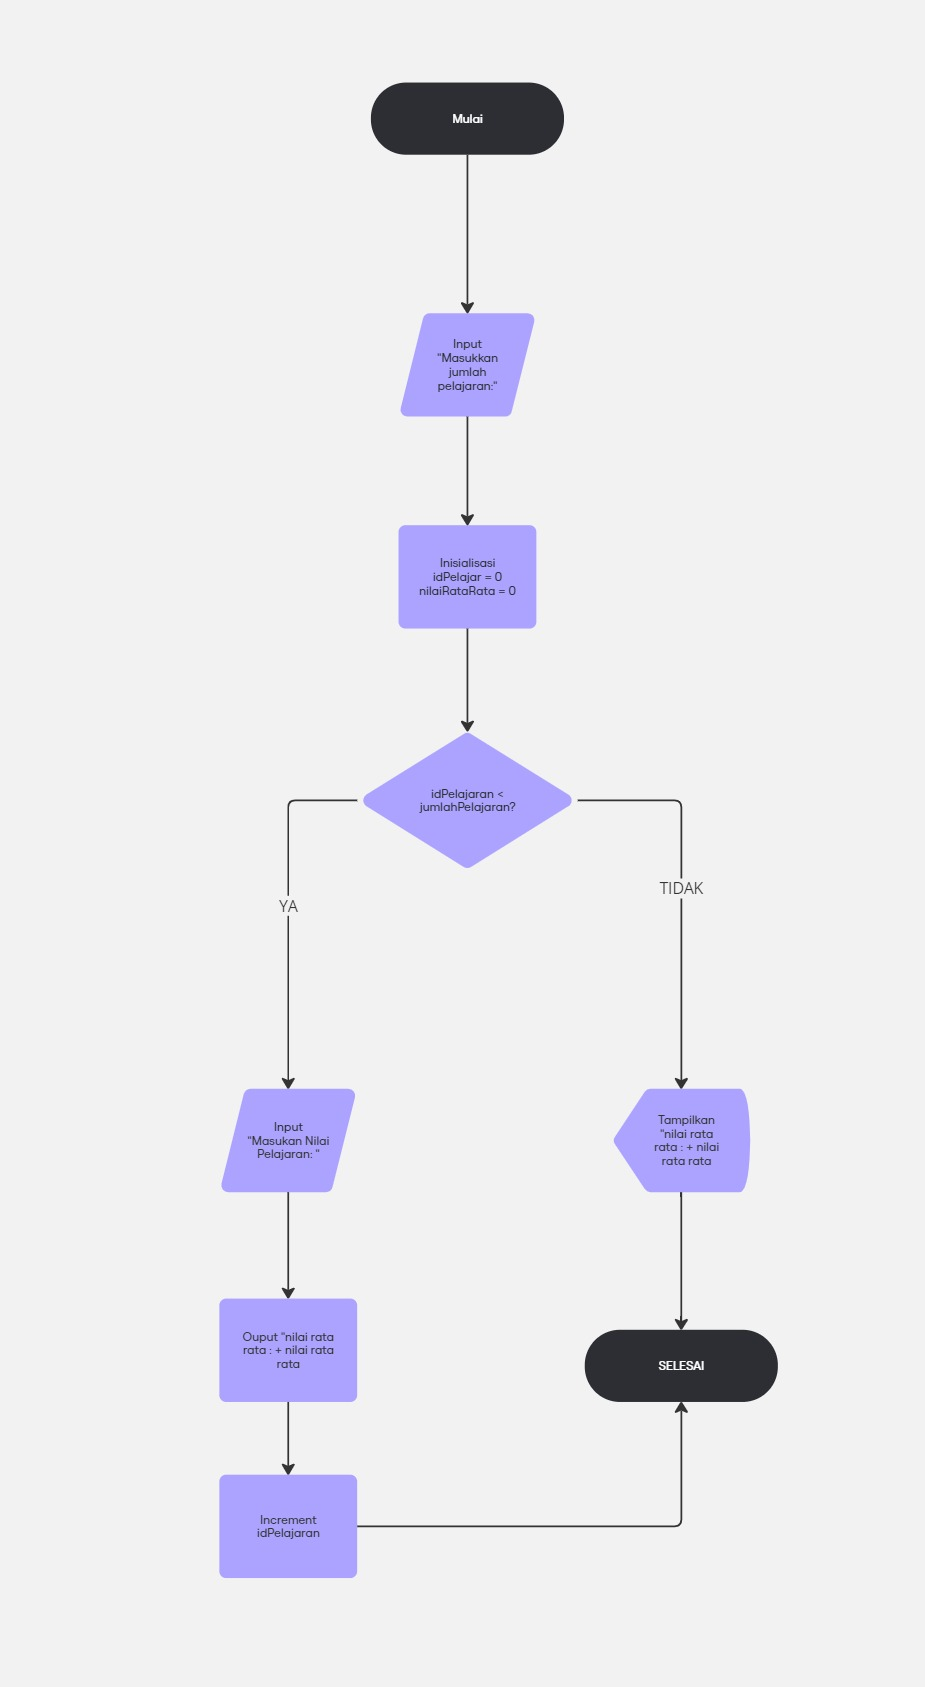 Mulai
Input
"Masukkan
jumlah
pelajaran:"
Inisialisasi
idPelajar = 0
nilaiRataRata = 0
idPelajaran <
jumlahPelajaran?
YA
TIDAK
Input
"Masukan Nilai
Pelajaran: "
Tampilkan
"nilai rata
rata : + nilai
rata rata
Ouput "nilai rata
rata : + nilai rata
rata
SELESAI
Increment
idPelajaran